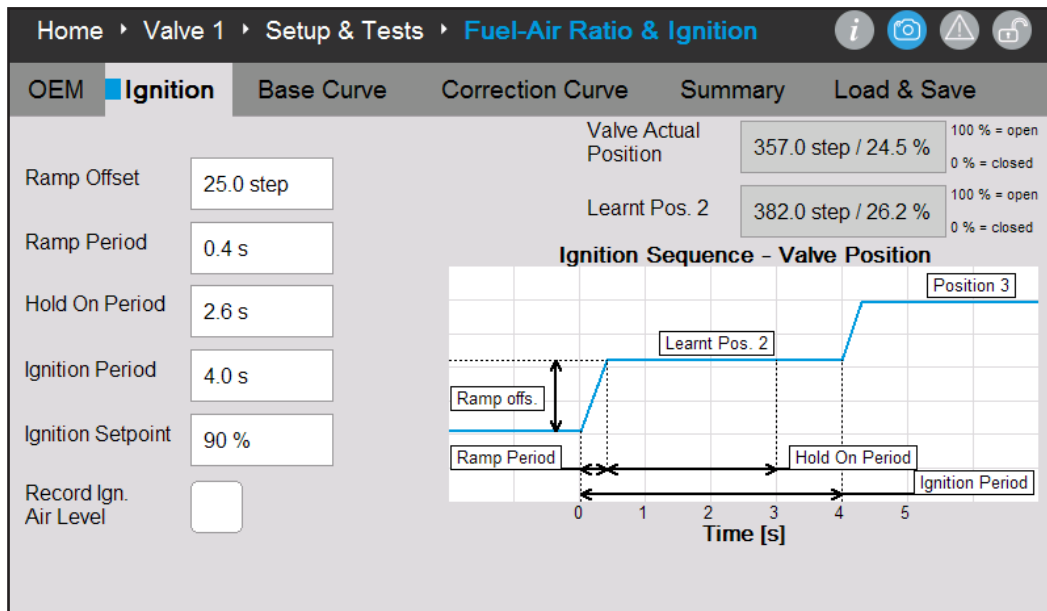 Home ‣ Valve 1 ‣ Setup & Tests ‣ Fuel-Air Ratio & Ignition
OEM Ignition Base Curve Correction Curve Summary Load & Save
Valve Actual
Position
357.0 step / 24.5 %
100 % = open
0 % = closed
Ramp Offset
25.0 step
Learnt Pos. 2
382.0 step / 26.2 %
100 % = open
0 % = closed
Ramp Period
0.4 s
Hold On Period
2.6 s
Ignition Period
4.0 s
Ignition Setpoint
90 %
Record Ign.
Air Level
Ignition Sequence - Valve Position
Position 3
Learnt Pos. 2
Ramp offs.
Ramp Period
Hold On Period
Ignition Period
0 1 2 3 4 5
Time [s]